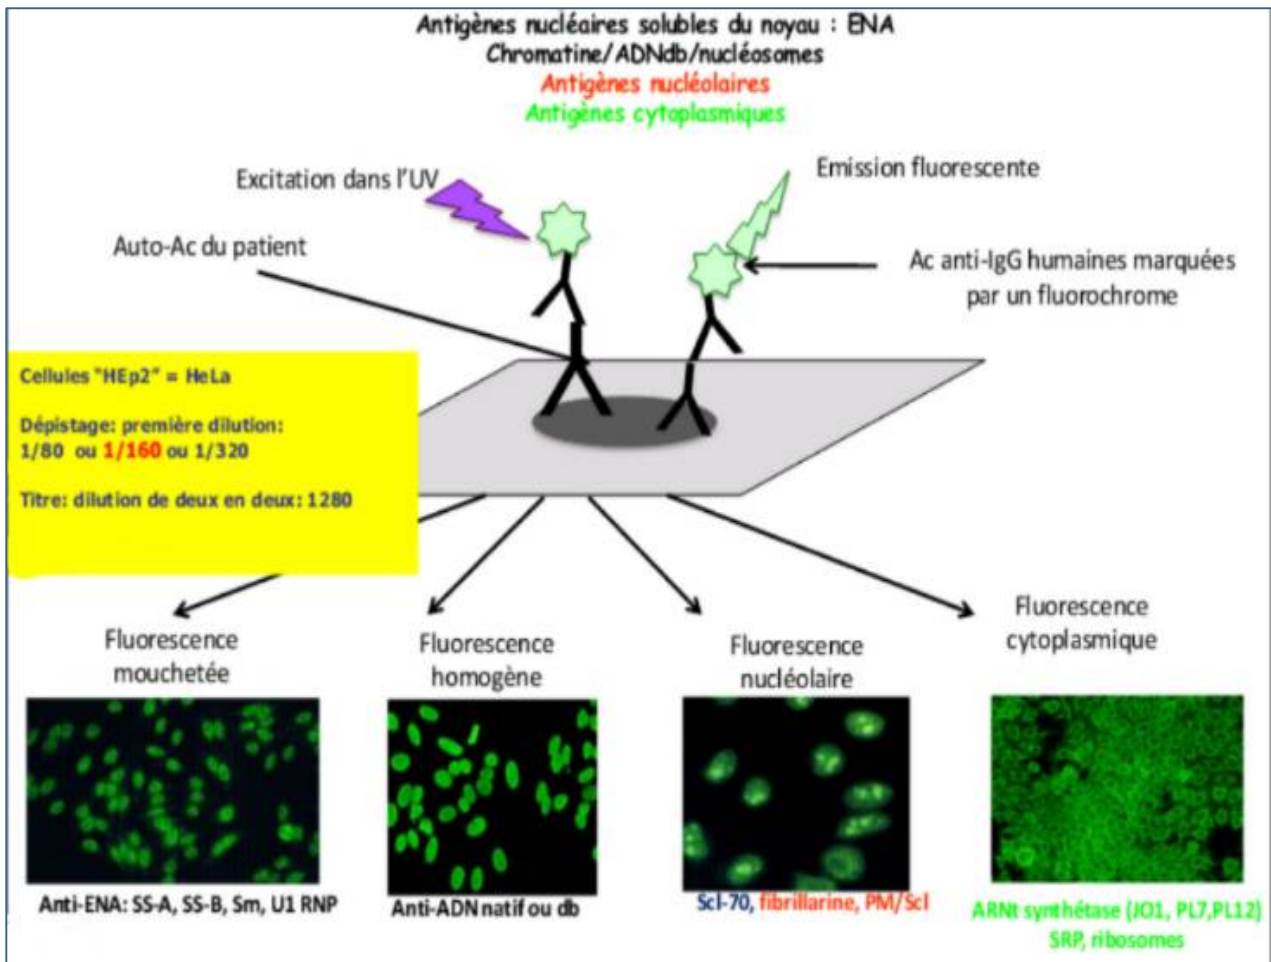 Antigènes nucléaires solubles du noyau : ENA
Chromatine/ADNdb/nucléosomes
Antigènes nucléolaires
Antigènes cytoplasmiques
Excitation dans l'UV
Emission fluorescente
Auto-Ac du patient
Ac anti-IgG humaines marquées
par un fluorochrome
Cellules "HEp2" = HeLa
Dépistage: première dilution:
1/80 ou 1/160 ou 1/320
Titre: dilution de deux en deux: 1280
Fluorescence
mouchetée
Fluorescence
homogène
Fluorescence
nucléolaire
Fluorescence
cytoplasmique
Anti-ENA: SS-A, SS-B, Sm, U1 RNP
Anti-ADN natif ou db
Scl-70, fibrillarine, PM/Scl
ARNt synthétase (JO1, PL7,PL12)
SRP, ribosomes